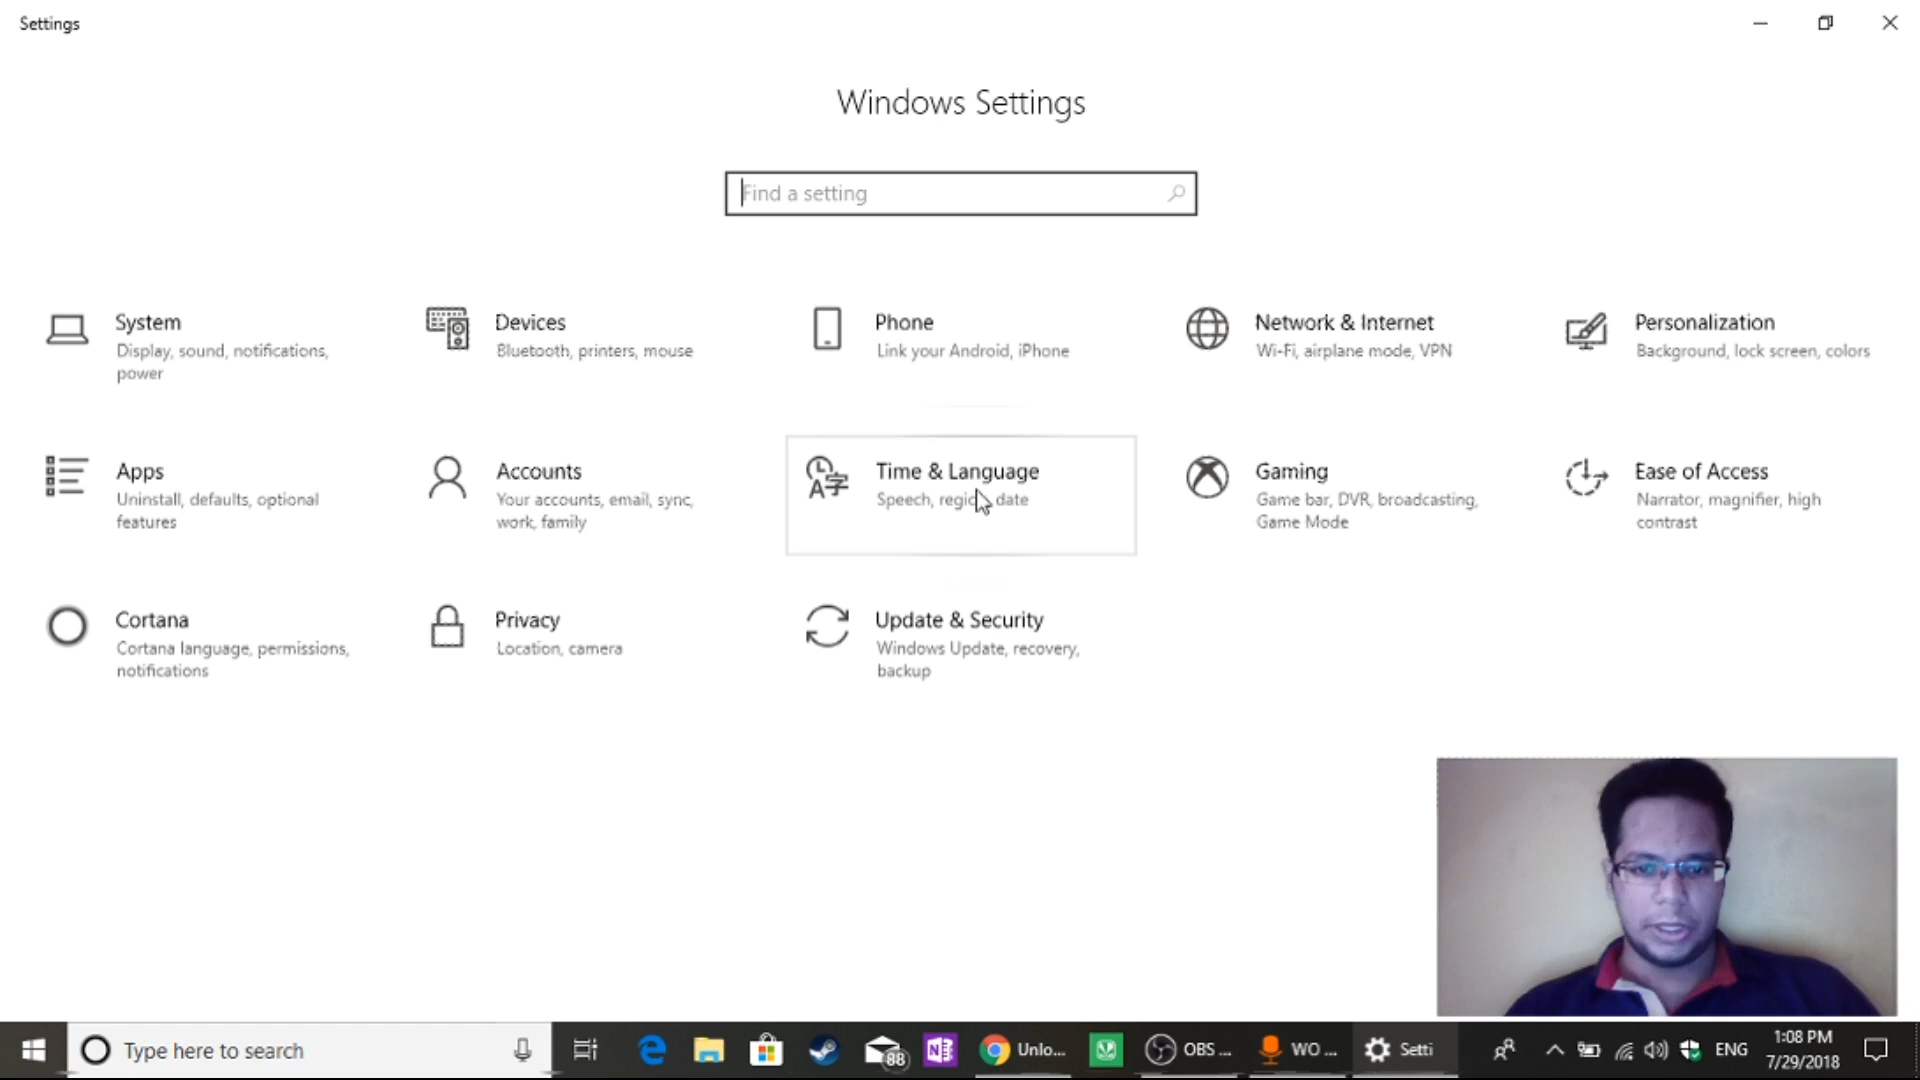 Settings
Windows Settings
Find a setting
System
Display, sound, notifications,
power
Devices
Bluetooth, printers, mouse
Phone
Link your Android, iPhone
Network & Internet
Wi-Fi, airplane mode, VPN
Personalization
Background, lock screen, colors
Apps
Uninstall, defaults, optional
features
Accounts
Your accounts, email, sync,
work, family
Time & Language
Speech, region, date
Gaming
Game bar, DVR, broadcasting,
Game Mode
Ease of Access
Narrator, magnifier, high
contrast
Cortana
Cortana language, permissions,
notifications
Privacy
Location, camera
Update & Security
Windows Update, recovery,
backup
Type here to search
88
N
Unlo...
OBS ...
WO ...
Setti
ENG
1:08 PM
7/29/2018